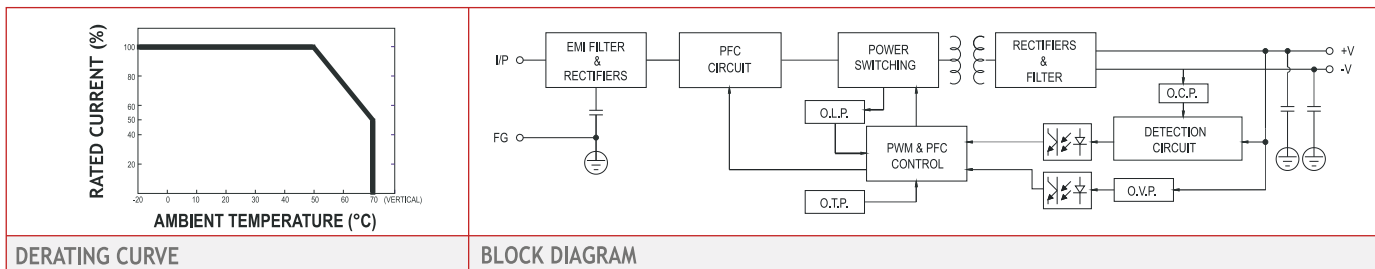 RATED CURRENT (%)
100
80
60
50
40
20
-20 0 10 20 30 40 50 60 70 (VERTICAL)
AMBIENT TEMPERATURE (°C)
DERATING CURVE
I/P
FG
EMI FILTER
&
RECTIFIERS
PFC
CIRCUIT
POWER
SWITCHING
RECTIFIERS
&
FILTER
+V
-V
O.L.P.
O.C.P.
PWM & PFC
CONTROL
DETECTION
CIRCUIT
O.T.P.
O.V.P.
BLOCK DIAGRAM